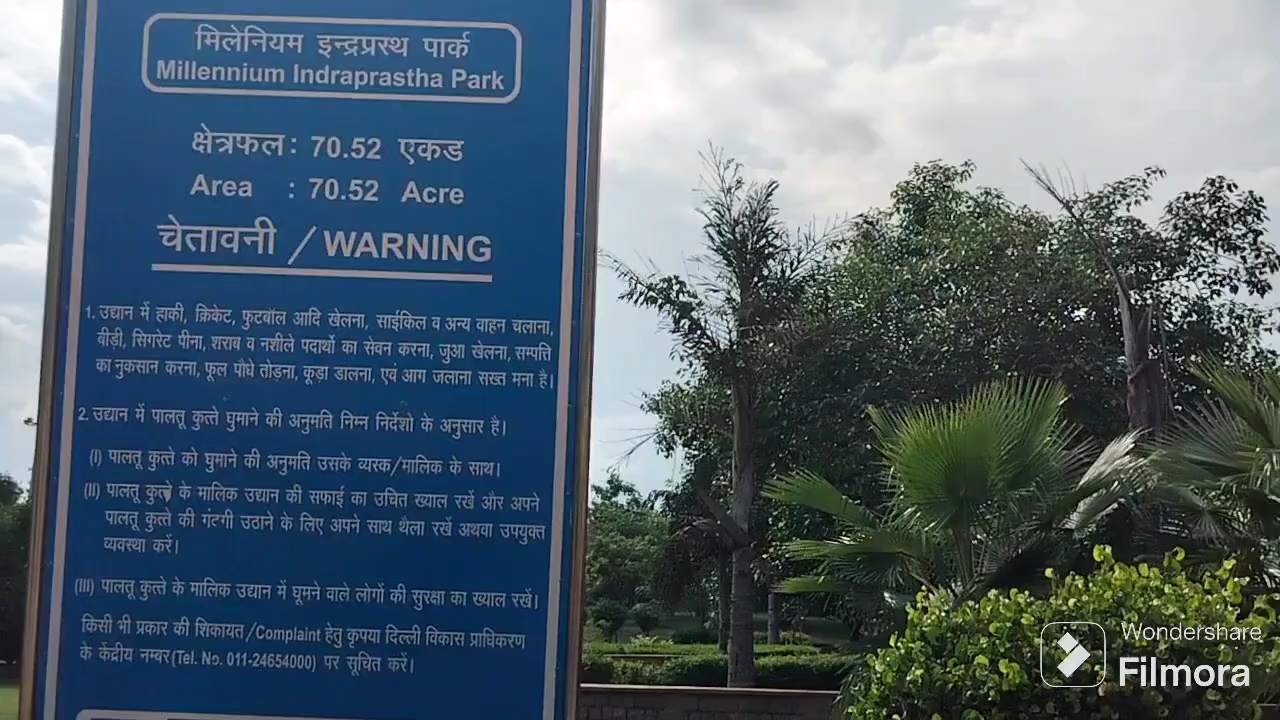 मिलेनियम इन्द्रप्रस्थ पार्क
Millennium Indraprastha Park
क्षेत्रफल : 70.52 एकड
Area : 70.52 Acre
चेतावनी / WARNING
1. उद्यान में हाकी, क्रिकेट, फुटबॉल आदि खेलना, साईकिल व अन्य वाहन चलाना,
बीड़ी, सिगरेट पीना, शराब व नशीले पदार्थो का सेवन करना, जुआ खेलना, सम्पत्ति
का नुकसान करना, फूल पौधे तोड़ना, कूड़ा डालना, एवं आग जलाना सख्त मना है।
2. उद्यान में पालतू कुत्ते घुमाने की अनुमति निम्न निर्देशो के अनुसार है।
(I) पालतू कुत्ते को घुमाने की अनुमति उसके व्यस्क/मालिक के साथ।
(II) पालतू कुत्ते के मालिक उद्यान की सफाई का उचित ख्याल रखें और अपने
पालतू कुत्ते की गंदगी उठाने के लिए अपने साथ थैला रखें अथवा उपयुक्त
व्यवस्था करें।
(III) पालतू कुत्ते के मालिक उद्यान में घूमने वाले लोगों की सुरक्षा का ख्याल रखें।
किसी भी प्रकार की शिकायत/Complaint हेतु कृपया दिल्ली विकास प्राधिकरण
के केंद्रीय नम्बर (Tel. No. 011-24654000) पर सूचित करें।
Wondershare
Filmora